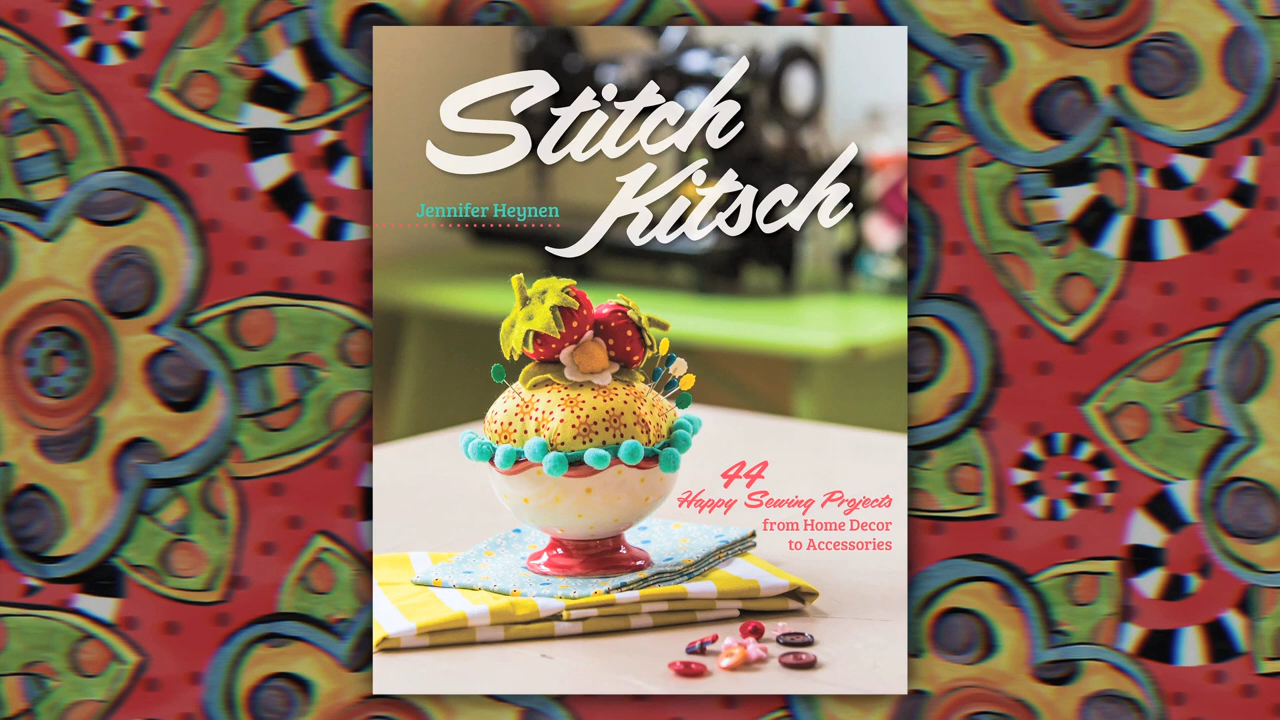 Stitch
Kitsch
Jennifer Heynen
44
Happy Sewing Projects
from Home Decor
to Accessories